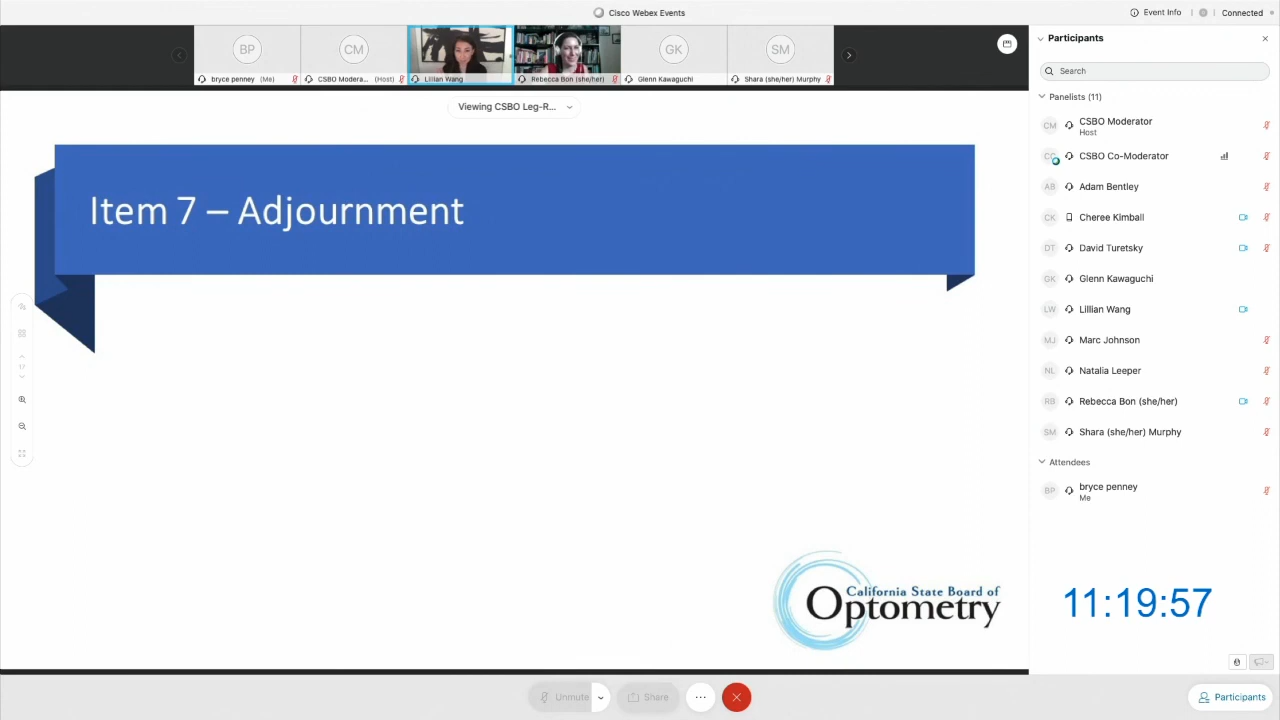 Cisco Webex Events
Event Info
Connected
BP
CM
GK
SM
bryce penney (Me)
CSBO Modera... (Host)
Lillian Wang
Rebecca Bon (she/her)
Glenn Kawaguchi
Shara (she/her) Murphy
Viewing CSBO Leg-R...
Item 7 – Adjournment
17
California State Board of
Optometry
Unmute
Share
Participants
Search
Panelists (11)
CM
CSBO Moderator
Host
CSBO Co-Moderator
AB
Adam Bentley
CK
Cheree Kimball
DT
David Turetsky
GK
Glenn Kawaguchi
LW
Lillian Wang
MJ
Marc Johnson
NL
Natalia Leeper
RB
Rebecca Bon (she/her)
SM
Shara (she/her) Murphy
Attendees
BP
bryce penney
Me
11:19:57
Participants